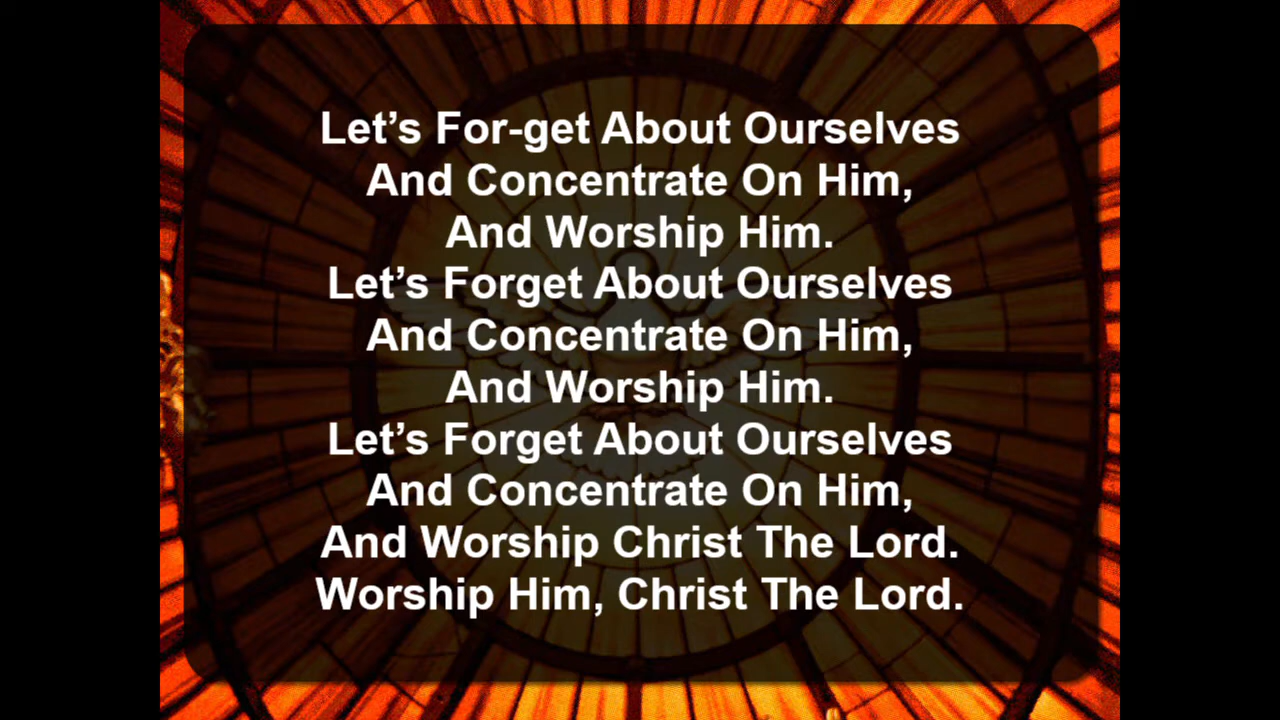 Let’s For-get About Ourselves
And Concentrate On Him,
And Worship Him.
Let’s Forget About Ourselves
And Concentrate On Him,
And Worship Him.
Let’s Forget About Ourselves
And Concentrate On Him,
And Worship Christ The Lord.
Worship Him, Christ The Lord.